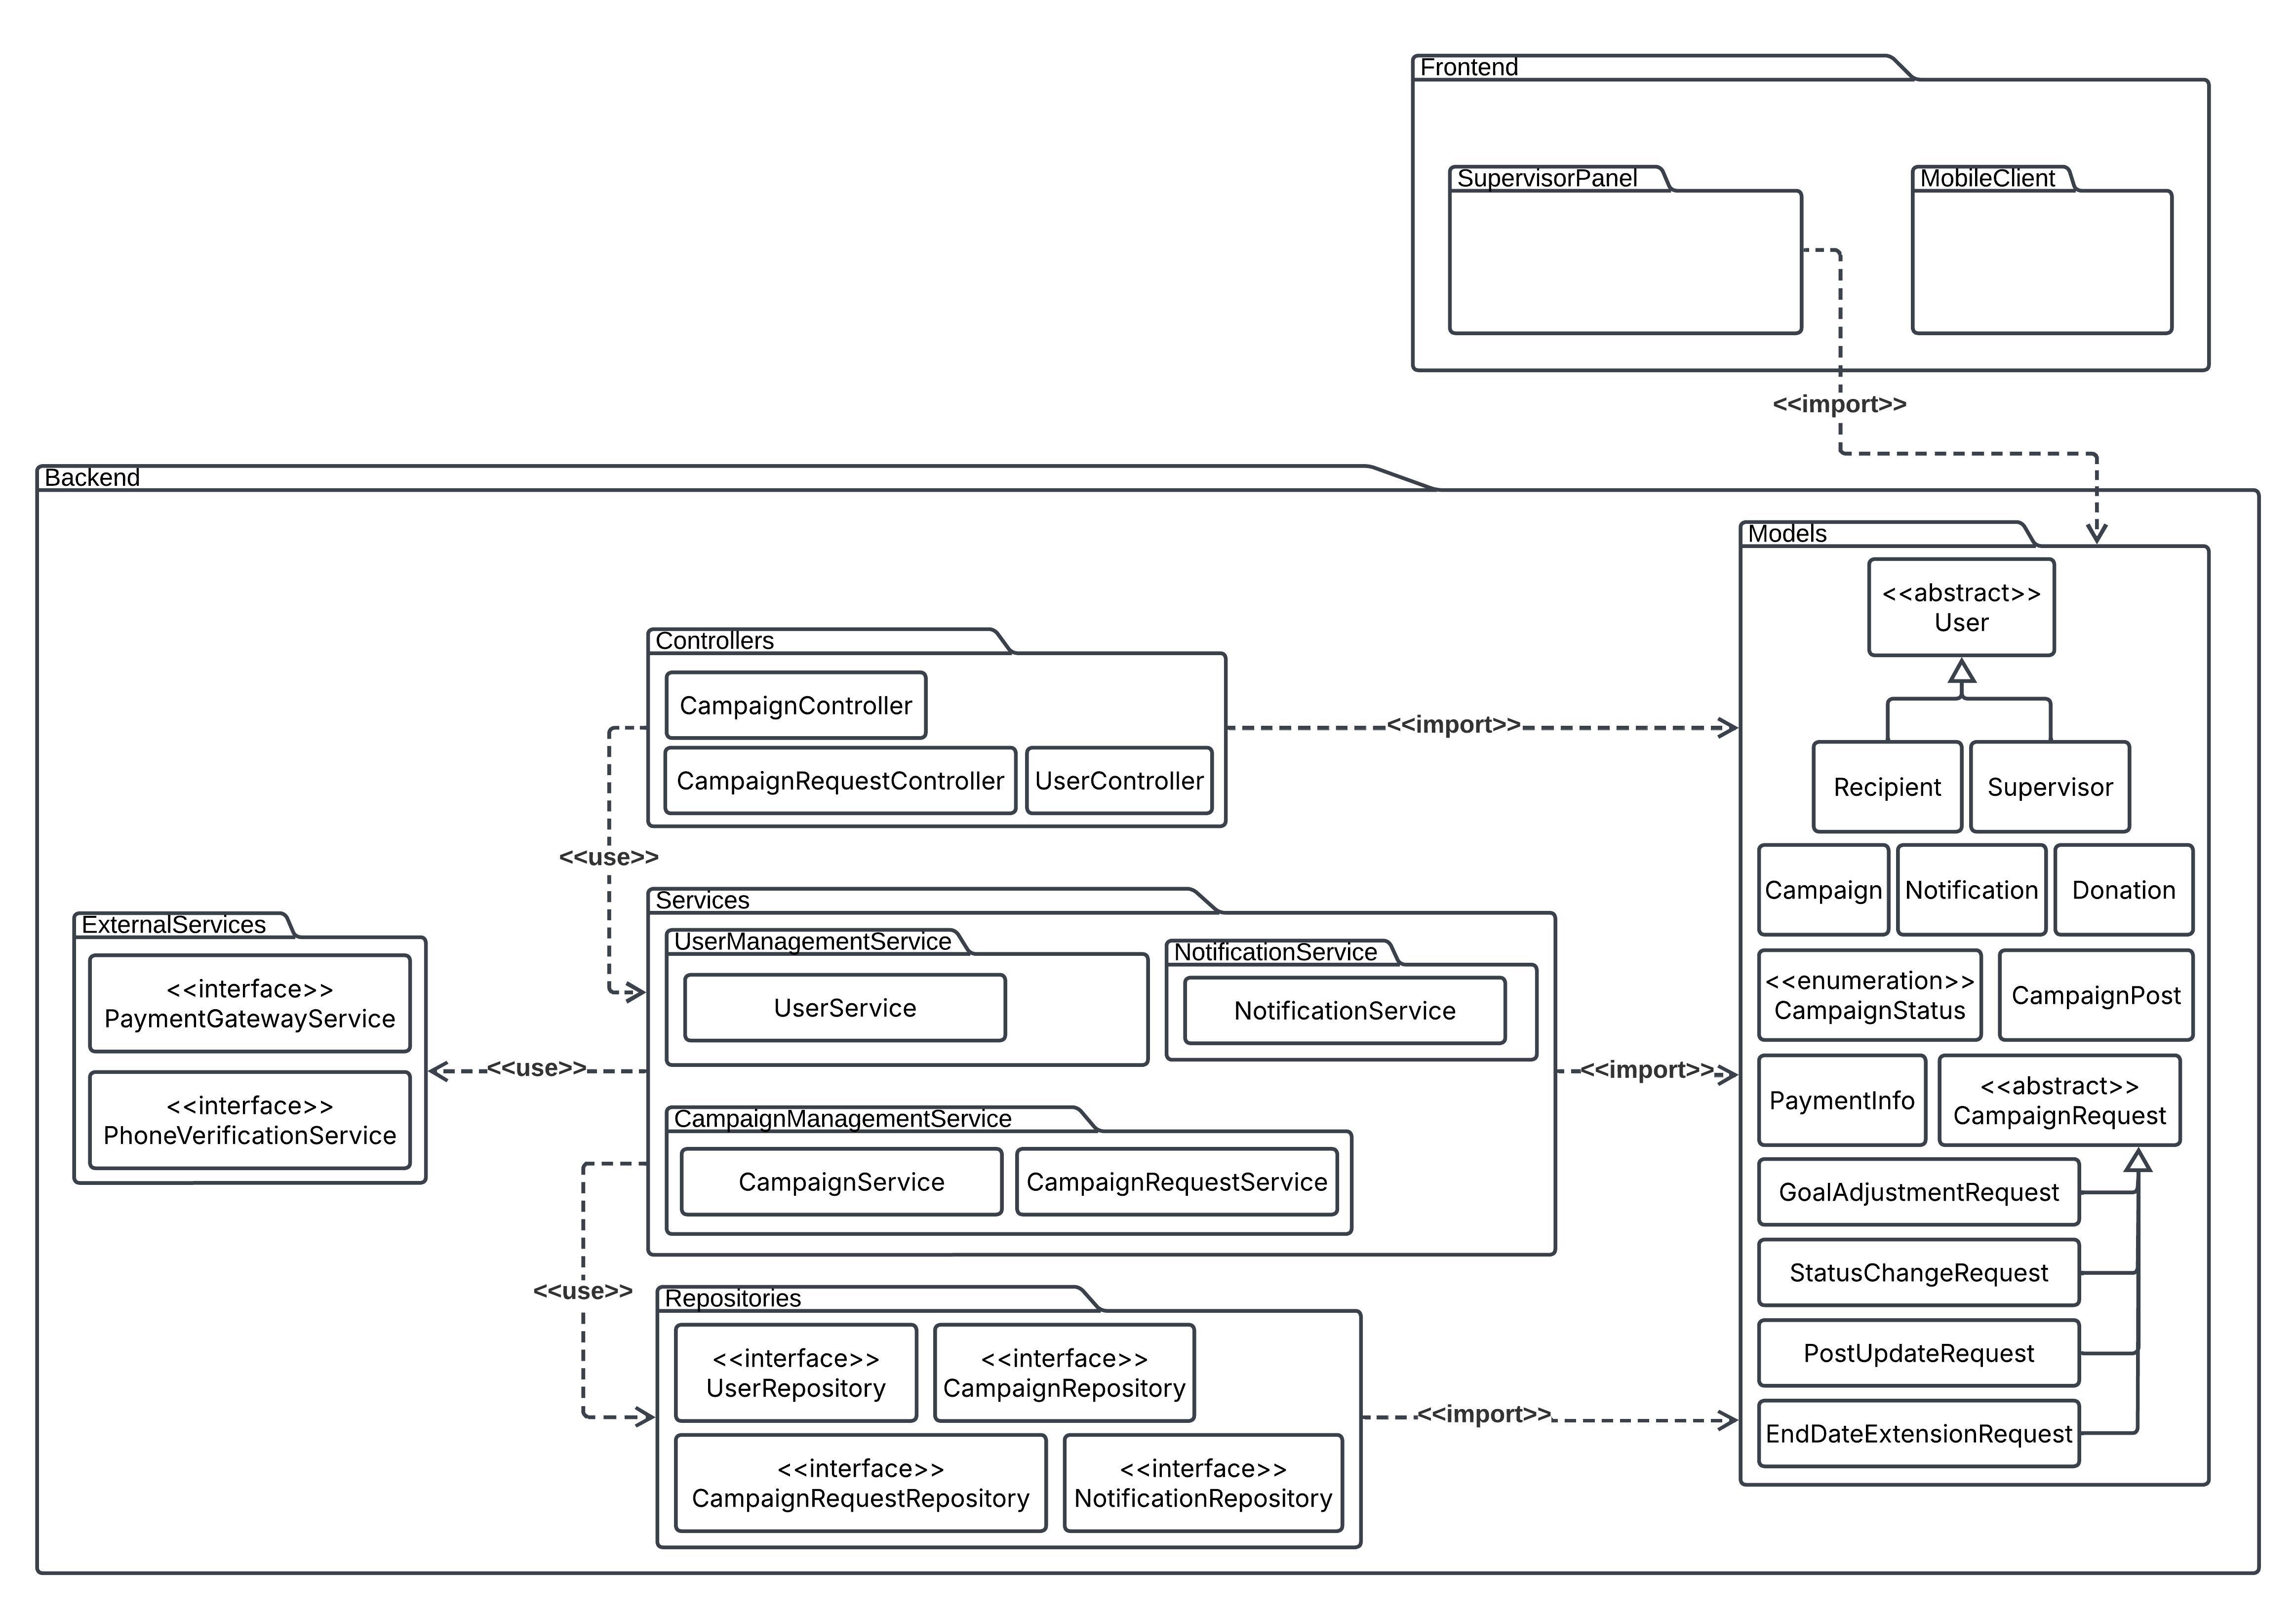 Frontend
SupervisorPanel
MobileClient
<<import>>
Backend
Models
<<abstract>>
User
Recipient
Supervisor
Campaign
Notification
Donation
<<enumeration>>
CampaignStatus
CampaignPost
PaymentInfo
<<abstract>>
CampaignRequest
GoalAdjustmentRequest
StatusChangeRequest
PostUpdateRequest
EndDateExtensionRequest
Controllers
CampaignController
CampaignRequestController
UserController
<<import>>
<<use>>
Services
UserManagementService
UserService
NotificationService
NotificationService
CampaignManagementService
CampaignService
CampaignRequestService
<<import>>
<<use>>
ExternalServices
<<interface>>
PaymentGatewayService
<<interface>>
PhoneVerificationService
<<use>>
Repositories
<<interface>>
UserRepository
<<interface>>
CampaignRepository
<<interface>>
CampaignRequestRepository
<<interface>>
NotificationRepository
<<import>>